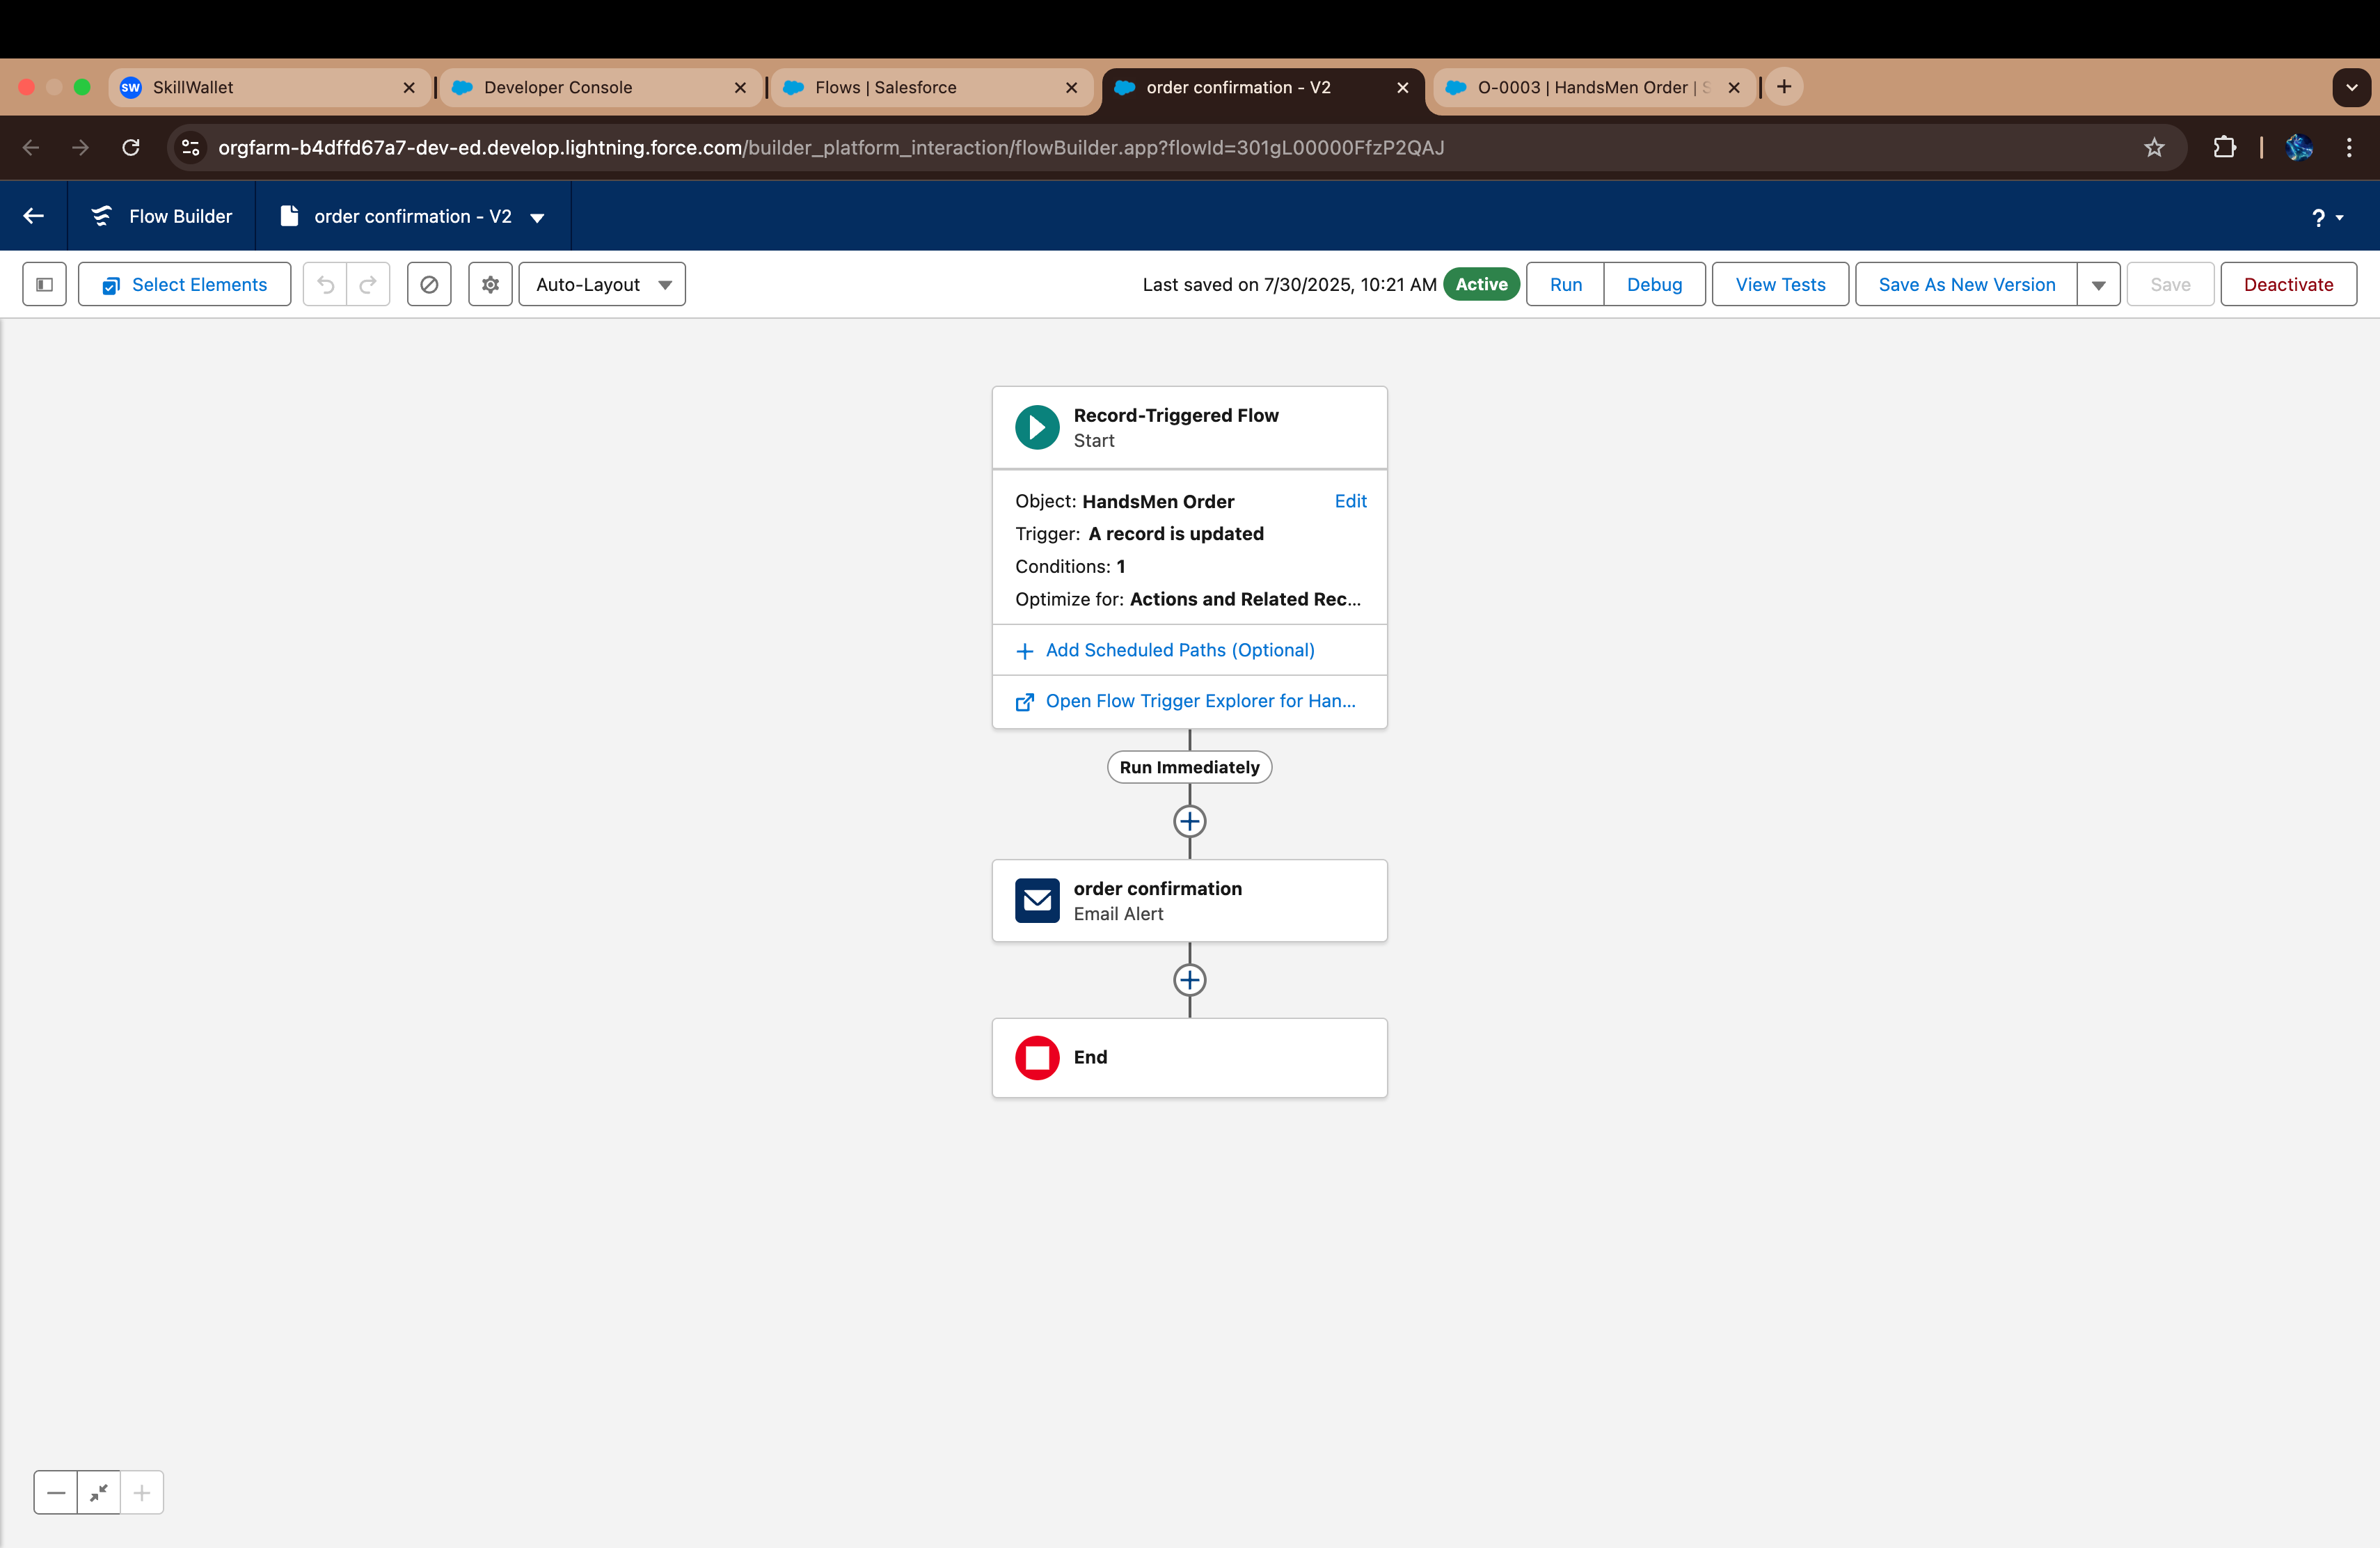 SW SkillWallet
Developer Console
Flows | Salesforce
order confirmation - V2
O-0003 | HandsMen Order |
orgfarm-b4dffd67a7-dev-ed.develop.lightning.force.com/builder_platform_interaction/flowBuilder.app?flowId=301gL00000FfzP2QAJ
Flow Builder
order confirmation - V2
?
Select Elements
Auto-Layout
Last saved on 7/30/2025, 10:21 AM
Active
Run
Debug
View Tests
Save As New Version
Save
Deactivate
Record-Triggered Flow
Start
Object: HandsMen Order
Edit
Trigger: A record is updated
Conditions: 1
Optimize for: Actions and Related Rec...
Add Scheduled Paths (Optional)
Open Flow Trigger Explorer for Han...
Run Immediately
order confirmation
Email Alert
End